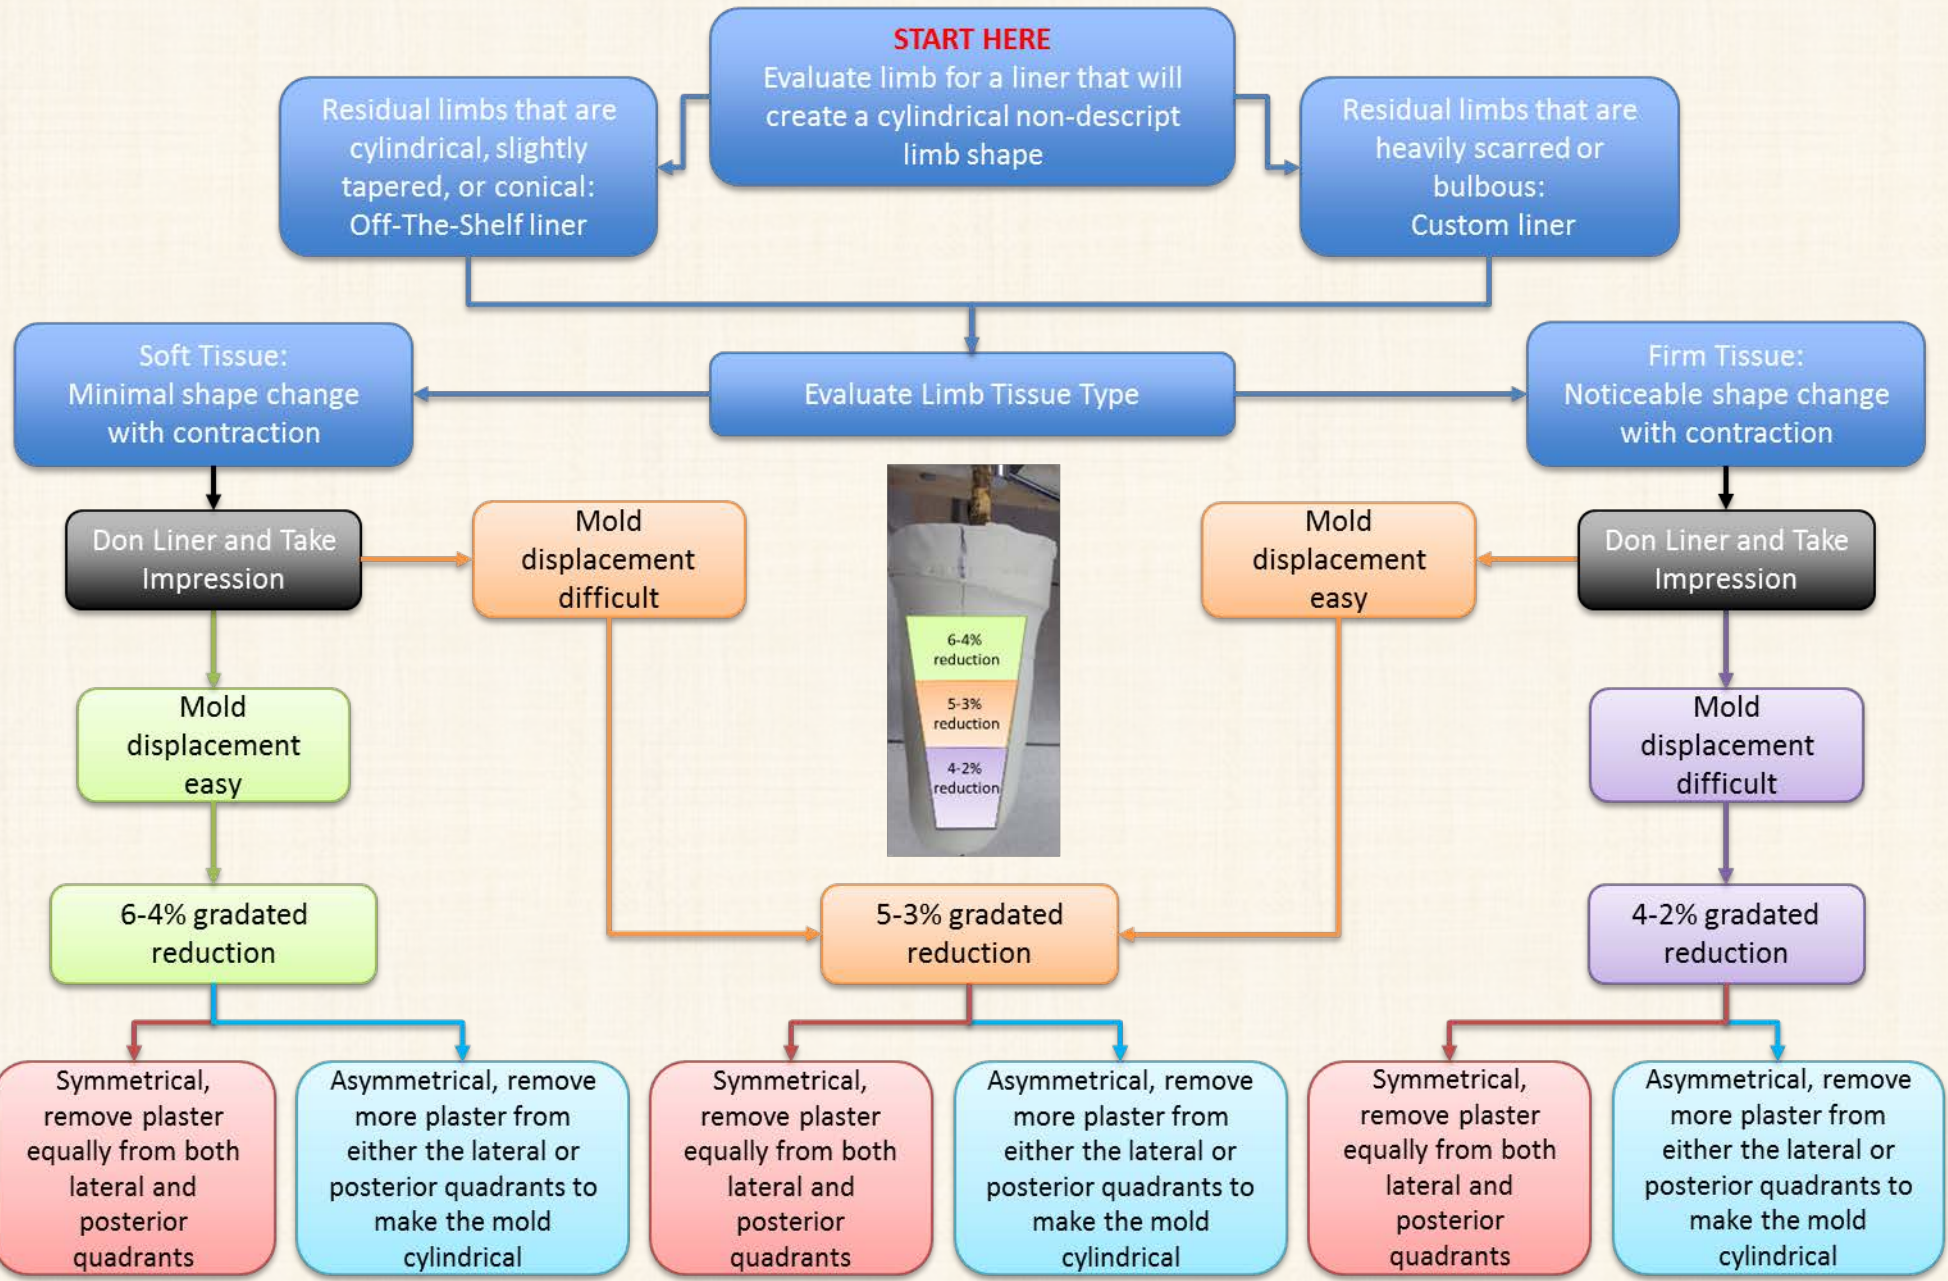 START HERE
Evaluate limb for a liner that will
create a cylindrical non-descript
limb shape
Residual limbs that are
cylindrical, slightly
tapered, or conical:
Off-The-Shelf liner
Residual limbs that are
heavily scarred or
bulbous:
Custom liner
Soft Tissue:
Minimal shape change
with contraction
Evaluate Limb Tissue Type
Firm Tissue:
Noticeable shape change
with contraction
Don Liner and Take
Impression
Mold
displacement
difficult
Mold
displacement
easy
Don Liner and Take
Impression
6-4%
reduction
5-3%
reduction
4-2%
reduction
Mold
displacement
easy
Mold
displacement
difficult
6-4% gradated
reduction
5-3% gradated
reduction
4-2% gradated
reduction
Symmetrical,
remove plaster
equally from both
lateral and
posterior
quadrants
Asymmetrical, remove
more plaster from
either the lateral or
posterior quadrants to
make the mold
cylindrical
Symmetrical,
remove plaster
equally from both
lateral and
posterior
quadrants
Asymmetrical, remove
more plaster from
either the lateral or
posterior quadrants to
make the mold
cylindrical
Symmetrical,
remove plaster
equally from both
lateral and
posterior
quadrants
Asymmetrical, remove
more plaster from
either the lateral or
posterior quadrants to
make the mold
cylindrical